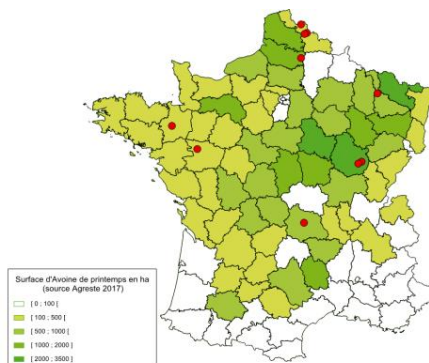 Surface d'Avoine de printemps en ha
(source Agreste 2017)
[ 0 ; 100 [
[ 100 ; 500 [
[ 500 ; 1000 [
[ 1000 ; 2000 [
[ 2000 ; 3500 [